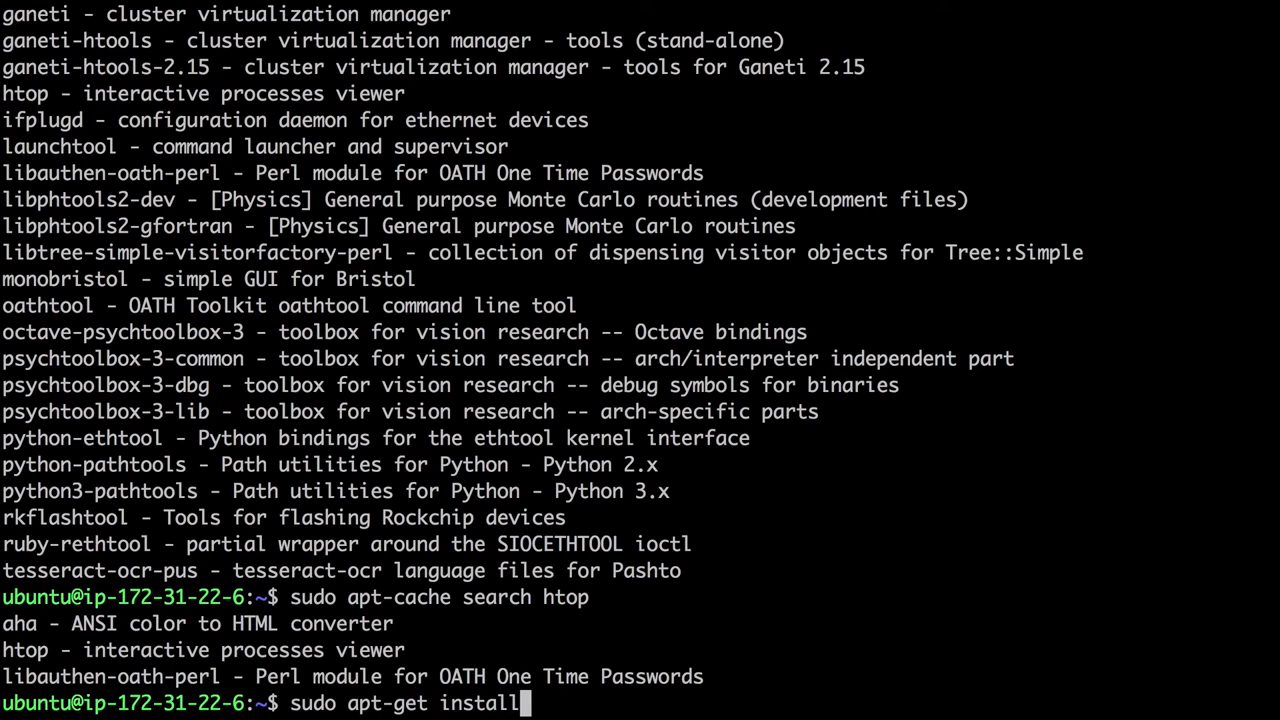 ganeti - cluster virtualization manager
ganeti-htools - cluster virtualization manager - tools (stand-alone)
ganeti-htools-2.15 - cluster virtualization manager - tools for Ganeti 2.15
htop - interactive processes viewer
ifplugd - configuration daemon for ethernet devices
launchtool - command launcher and supervisor
libauthen-oath-perl - Perl module for OATH One Time Passwords
libphtools2-dev - [Physics] General purpose Monte Carlo routines (development files)
libphtools2-gfortran - [Physics] General purpose Monte Carlo routines
libtree-simple-visitorfactory-perl - collection of dispensing visitor objects for Tree::Simple
monobristol - simple GUI for Bristol
oathtool - OATH Toolkit oathtool command line tool
octave-psychtoolbox-3 - toolbox for vision research -- Octave bindings
psychtoolbox-3-common - toolbox for vision research -- arch/interpreter independent part
psychtoolbox-3-dbg - toolbox for vision research -- debug symbols for binaries
psychtoolbox-3-lib - toolbox for vision research -- arch-specific parts
python-ethtool - Python bindings for the ethtool kernel interface
python-pathtools - Path utilities for Python - Python 2.x
python3-pathtools - Path utilities for Python - Python 3.x
rkflashtool - Tools for flashing Rockchip devices
ruby-rethtool - partial wrapper around the SIOCETHTOOL ioctl
tesseract-ocr-pus - tesseract-ocr language files for Pashto
ubuntu@ip-172-31-22-6:~$ sudo apt-cache search htop
aha - ANSI color to HTML converter
htop - interactive processes viewer
libauthen-oath-perl - Perl module for OATH One Time Passwords
ubuntu@ip-172-31-22-6:~$ sudo apt-get install